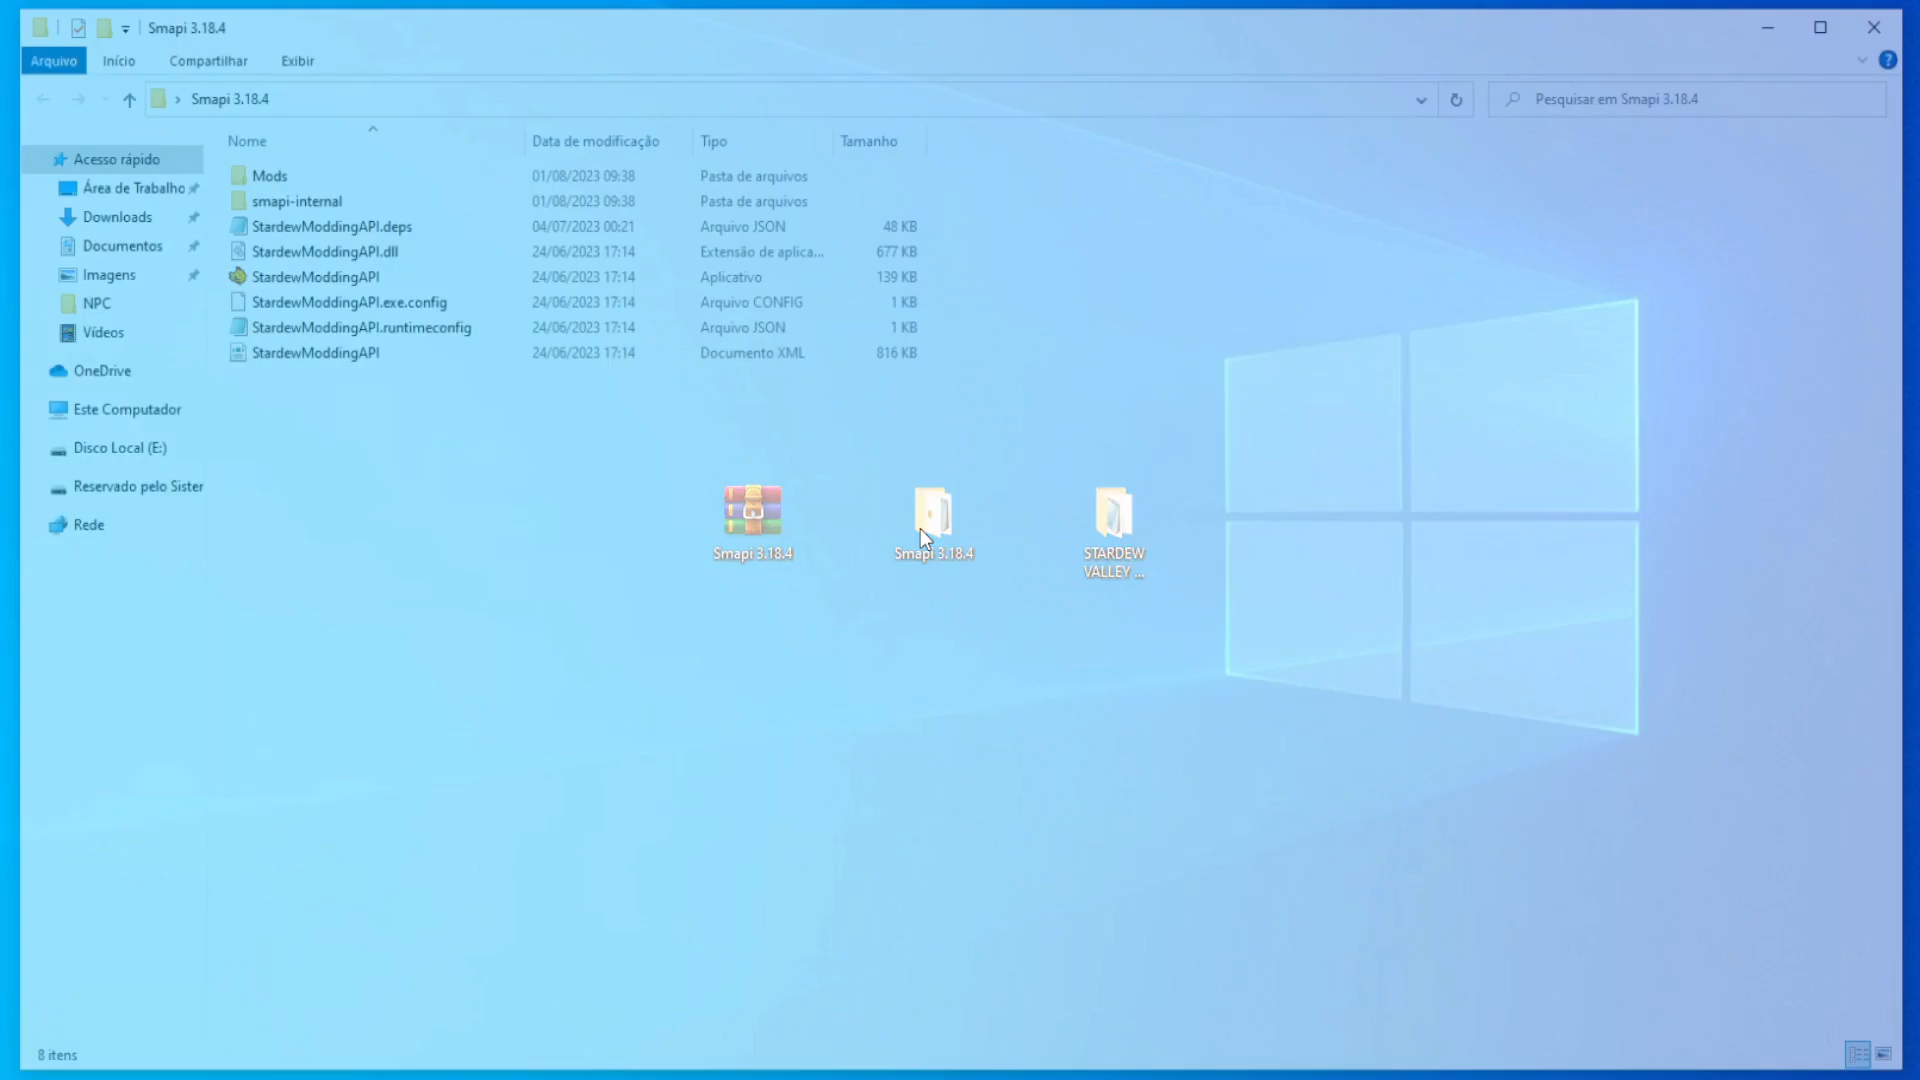 Smapi 3.18.4
Arquivo Início Compartilhar Exibir
Smapi 3.18.4 Pesquisar em Smapi 3.18.4
Nome Data de modificação Tipo Tamanho
Acesso rápido
Área de Trabalho
Downloads
Documentos
Imagens
NPC
Vídeos
OneDrive
Este Computador
Disco Local (E:)
Reservado pelo Sister
Rede
Mods 01/08/2023 09:38 Pasta de arquivos
smapi-internal 01/08/2023 09:38 Pasta de arquivos
StardewModdingAPI.deps 04/07/2023 00:21 Arquivo JSON 48 KB
StardewModdingAPI.dll 24/06/2023 17:14 Extensão de aplica... 677 KB
StardewModdingAPI 24/06/2023 17:14 Aplicativo 139 KB
StardewModdingAPI.exe.config 24/06/2023 17:14 Arquivo CONFIG 1 KB
StardewModdingAPI.runtimeconfig 24/06/2023 17:14 Arquivo JSON 1 KB
StardewModdingAPI 24/06/2023 17:14 Documento XML 816 KB
Smapi 3.18.4
Smapi 3.18.4
STARDEW
VALLEY ...
8 itens